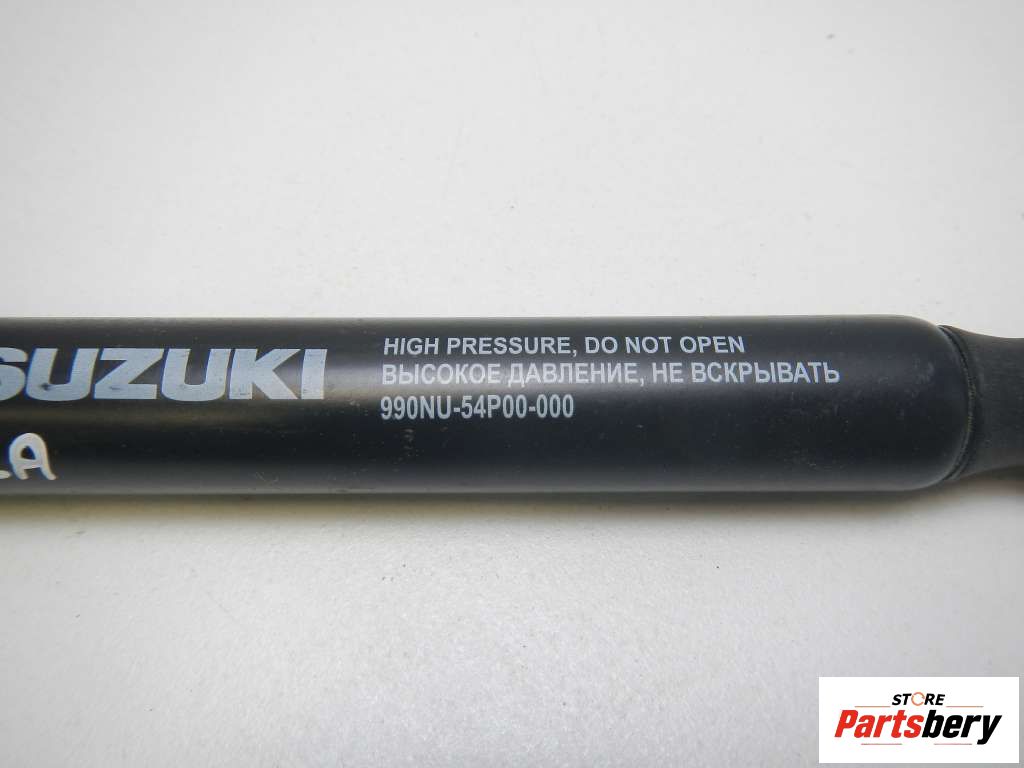 SUZUKI
HIGH PRESSURE, DO NOT OPEN
ВЫСОКОЕ ДАВЛЕНИЕ, НЕ ВСКРЫВАТЬ
990NU-54P00-000
STORE
Partsbery